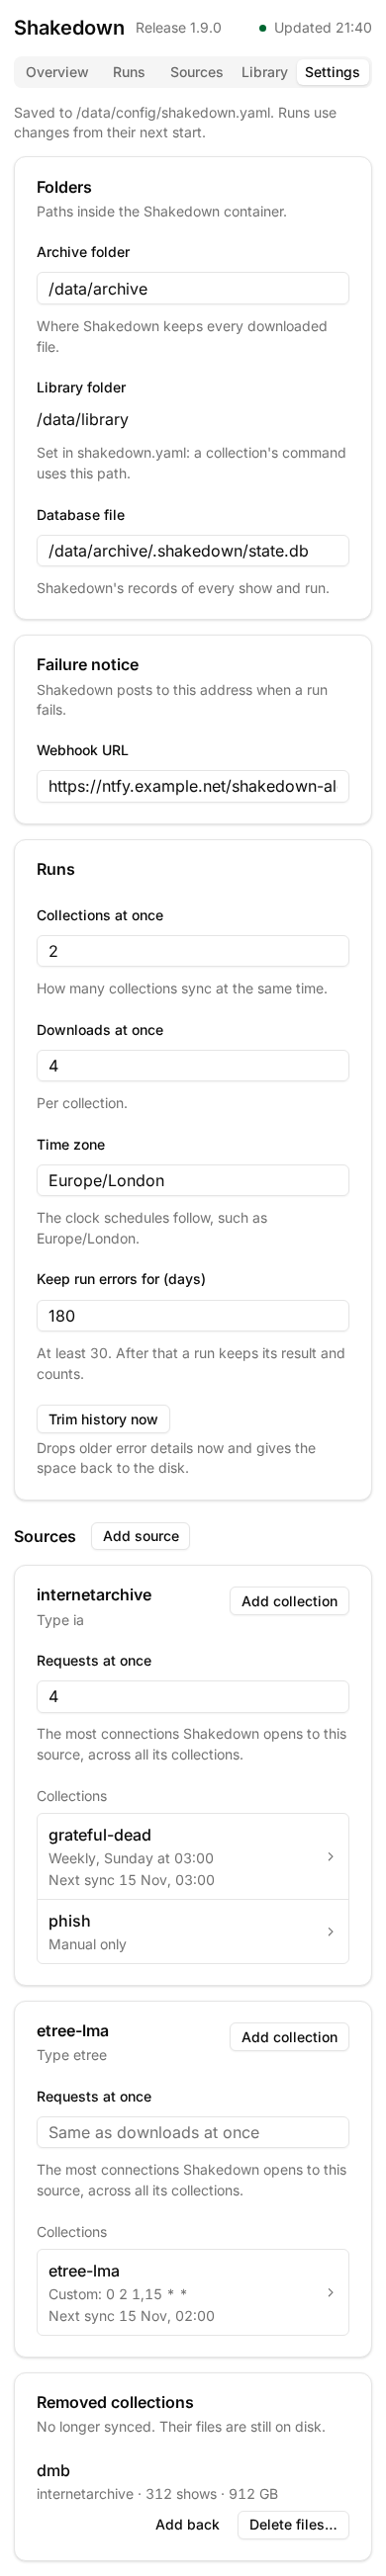 Shakedown Release 1.9.0 Updated 21:40
Overview Runs Sources Library Settings
Saved to /data/config/shakedown.yaml. Runs use
changes from their next start.
Folders
Paths inside the Shakedown container.
Archive folder
/data/archive
Where Shakedown keeps every downloaded
file.
Library folder
/data/library
Set in shakedown.yaml: a collection's command
uses this path.
Database file
/data/archive/.shakedown/state.db
Shakedown's records of every show and run.
Failure notice
Shakedown posts to this address when a run
fails.
Webhook URL
https://ntfy.example.net/shakedown-al
Runs
Collections at once
2
How many collections sync at the same time.
Downloads at once
4
Per collection.
Time zone
Europe/London
The clock schedules follow, such as
Europe/London.
Keep run errors for (days)
180
At least 30. After that a run keeps its result and
counts.
Trim history now
Drops older error details now and gives the
space back to the disk.
Sources Add source
internetarchive Add collection
Type ia
Requests at once
4
The most connections Shakedown opens to this
source, across all its collections.
Collections
grateful-dead
Weekly, Sunday at 03:00
Next sync 15 Nov, 03:00
phish
Manual only
etree-lma Add collection
Type etree
Requests at once
Same as downloads at once
The most connections Shakedown opens to this
source, across all its collections.
Collections
etree-lma
Custom: 0 2 1,15 * *
Next sync 15 Nov, 02:00
Removed collections
No longer synced. Their files are still on disk.
dmb
internetarchive · 312 shows · 912 GB
Add back Delete files...